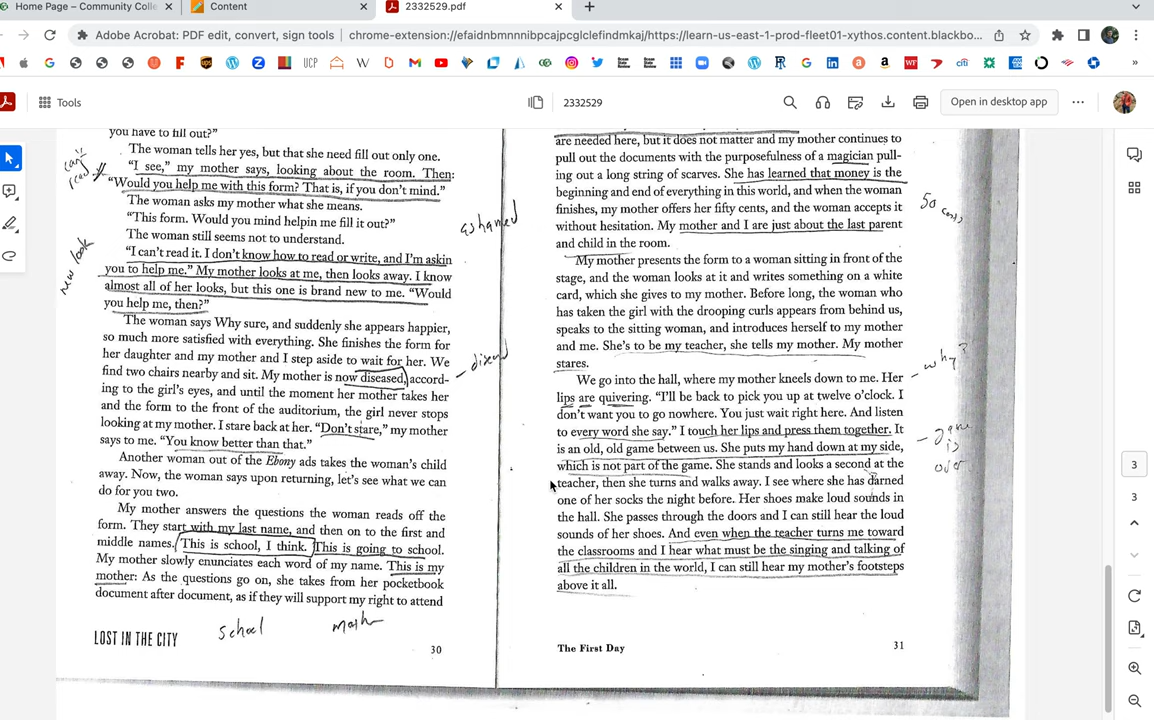 Home Page – Community Colle
Content
2332529.pdf
Adobe Acrobat: PDF edit, convert, sign tools
chrome-extension://efaidnbmnnnibpcajpcglclefindmkaj/https://learn-us-east-1-prod-fleet01-xythos.content.blackbo...
UCP
Tools
2332529
Open in desktop app
you have to fill out?"
The woman tells her yes, but that she need fill out only one.
"I see," my mother says, looking about the room. Then:
"Would you help me with this form? That is, if you don't mind."
The woman asks my mother what she means.
"This form. Would you mind helpin me fill it out?"
The woman still seems not to understand.
"I can't read it. I don't know how to read or write, and I'm askin
you to help me." My mother looks at me, then looks away. I know
almost all of her looks, but this one is brand new to me. "Would
you help me, then?"
The woman says Why sure, and suddenly she appears happier,
so much more satisfied with everything. She finishes the form for
her daughter and my mother and I step aside to wait for her. We
find two chairs nearby and sit. My mother is now diseased, accord-
ing to the girl's eyes, and until the moment her mother takes her
and the form to the front of the auditorium, the girl never stops
looking at my mother. I stare back at her. "Don't stare," my mother
says to me. "You know better than that."
Another woman out of the Ebony ads takes the woman's child
away. Now, the woman says upon returning, let's see what we can
do for you two.
My mother answers the questions the woman reads off the
form. They start with my last name, and then on to the first and
middle names. This is school, I think. This is going to school.
My mother slowly enunciates each word of my name. This is my
mother: As the questions go on, she takes from her pocketbook
document after document, as if they will support my right to attend
LOST IN THE CITY
30
can't
read
new look
ashamed
school
are needed here, but it does not matter and my mother continues to
pull out the documents with the purposefulness of a magician pull-
ing out a long string of scarves. She has learned that money is the
beginning and end of everything in this world, and when the woman
finishes, my mother offers her fifty cents, and the woman accepts it
without hesitation. My mother and I are just about the last parent
and child in the room.
My mother presents the form to a woman sitting in front of the
stage, and the woman looks at it and writes something on a white
card, which she gives to my mother. Before long, the woman who
has taken the girl with the drooping curls appears from behind us,
speaks to the sitting woman, and introduces herself to my mother
and me. She's to be my teacher, she tells my mother. My mother
stares.
We go into the hall, where my mother kneels down to me. Her
lips are quivering. "I'll be back to pick you up at twelve o'clock. I
don't want you to go nowhere. You just wait right here. And listen
to every word she say." I touch her lips and press them together. It
is an old, old game between us. She puts my hand down at my side,
which is not part of the game. She stands and looks a second at the
teacher, then she turns and walks away. I see where she has darned
one of her socks the night before. Her shoes make loud sounds in
the hall. She passes through the doors and I can still hear the loud
sounds of her shoes. And even when the teacher turns me toward
the classrooms and I hear what must be the singing and talking of
all the children in the world, I can still hear my mother's footsteps
above it all.
The First Day
31
50
cents
why?
game
is
over
3
3